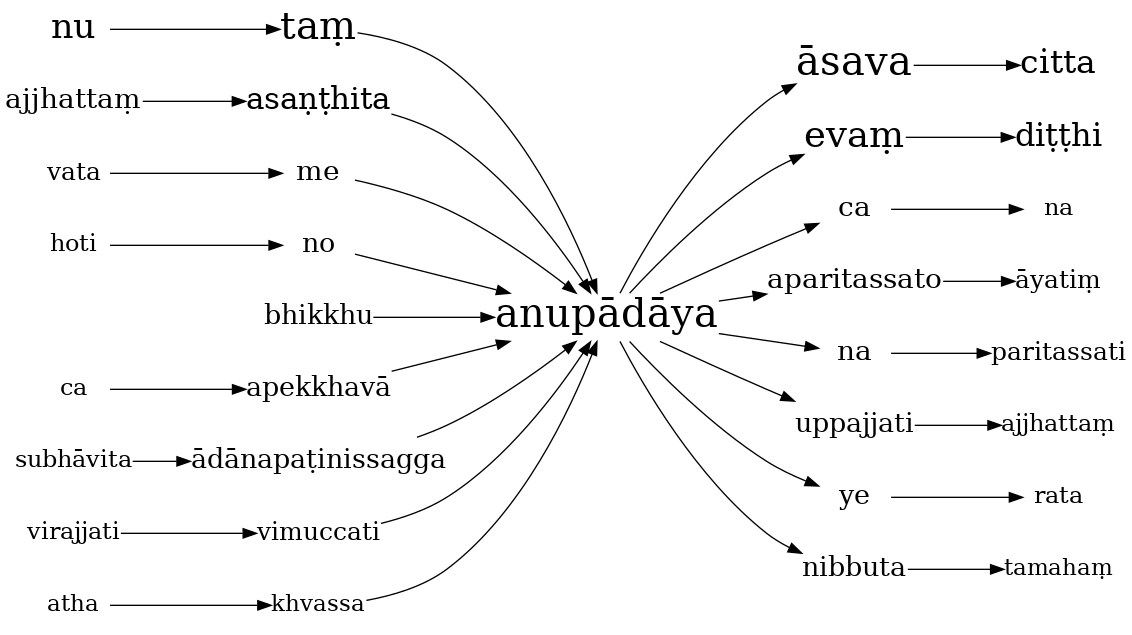 nu taṃ
ajjhattaṃ asaṇṭhita
vata me
hoti no
bhikkhu
ca apekkhavā
subhāvita ādānapaṭinissagga
virajjati vimuccati
atha khvassa
anupādāya
āsava citta
evaṃ diṭṭhi
ca na
aparitassato āyatiṃ
na paritassati
uppajjati ajjhattaṃ
ye rata
nibbuta tamahaṃ